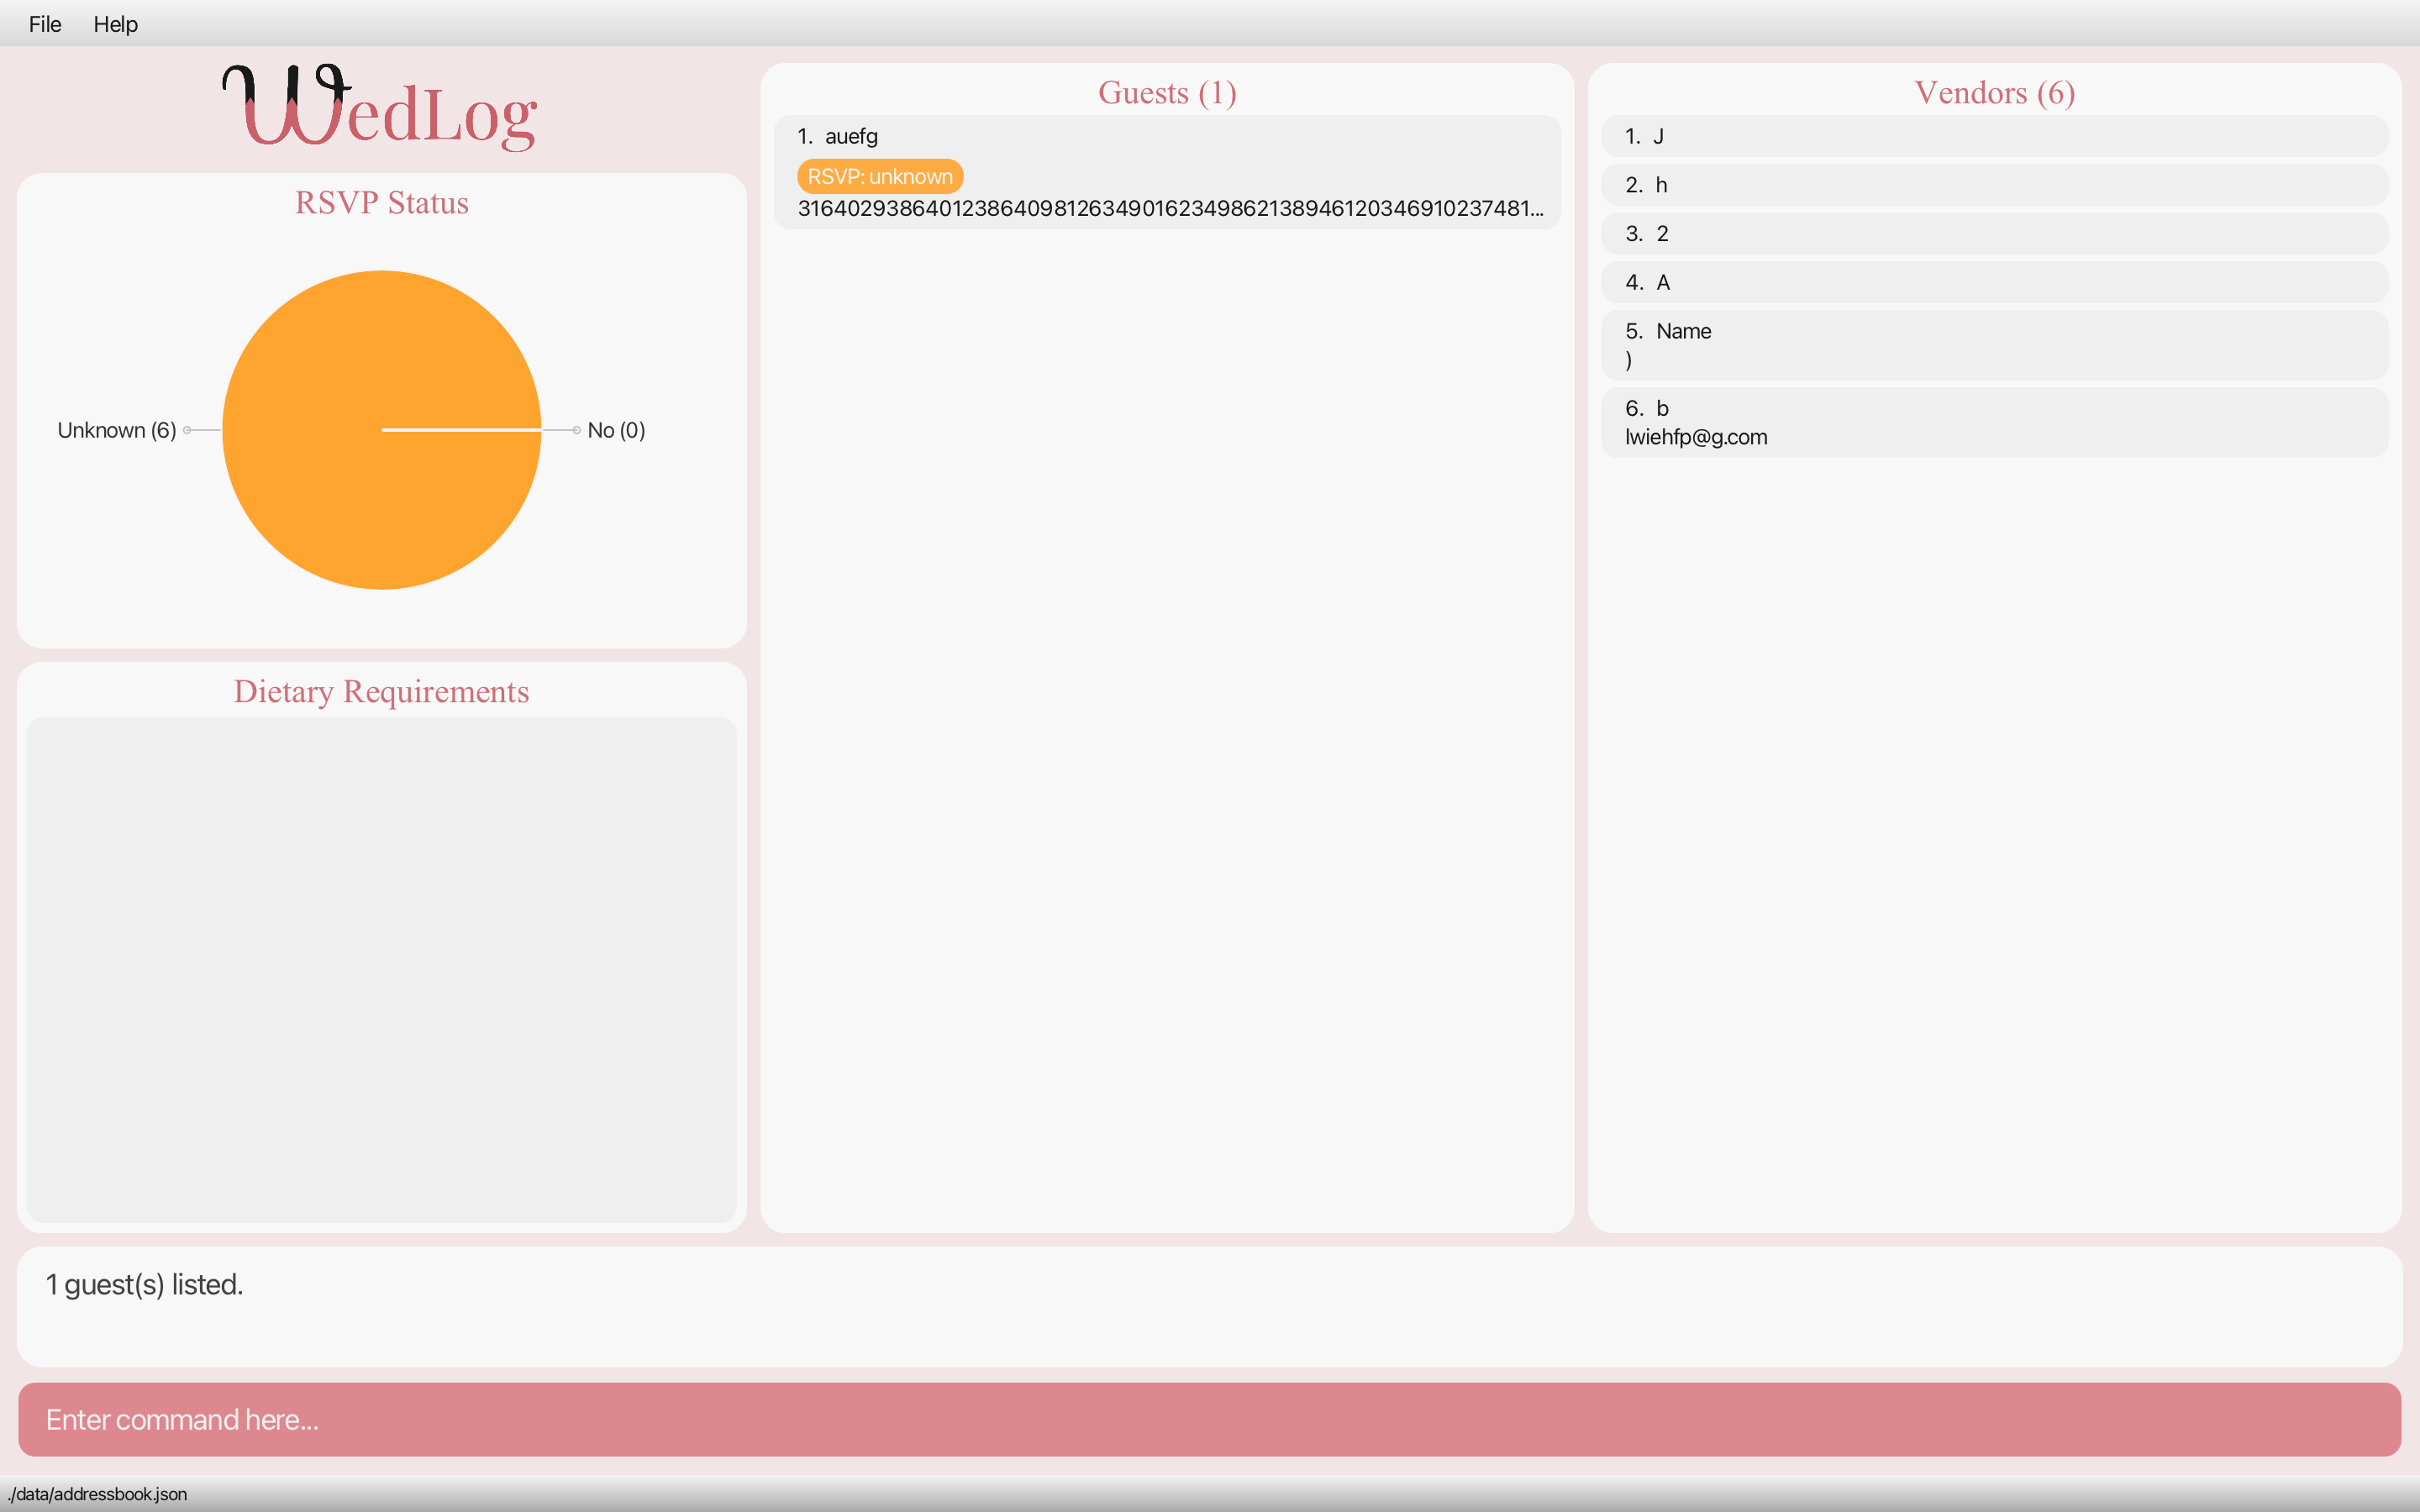 File Help
WedLog
RSVP Status
Unknown (6)
No (0)
Dietary Requirements
Guests (1)
1. auefg
RSVP: unknown
316402938640123864098126349016234986213894612034691023748​1...
Vendors (6)
1. J
2. h
3. 2
4. A
5. Name
)
6. b
lwiehfp@g.com
1 guest(s) listed.
Enter command here...
./data/addressbook.json